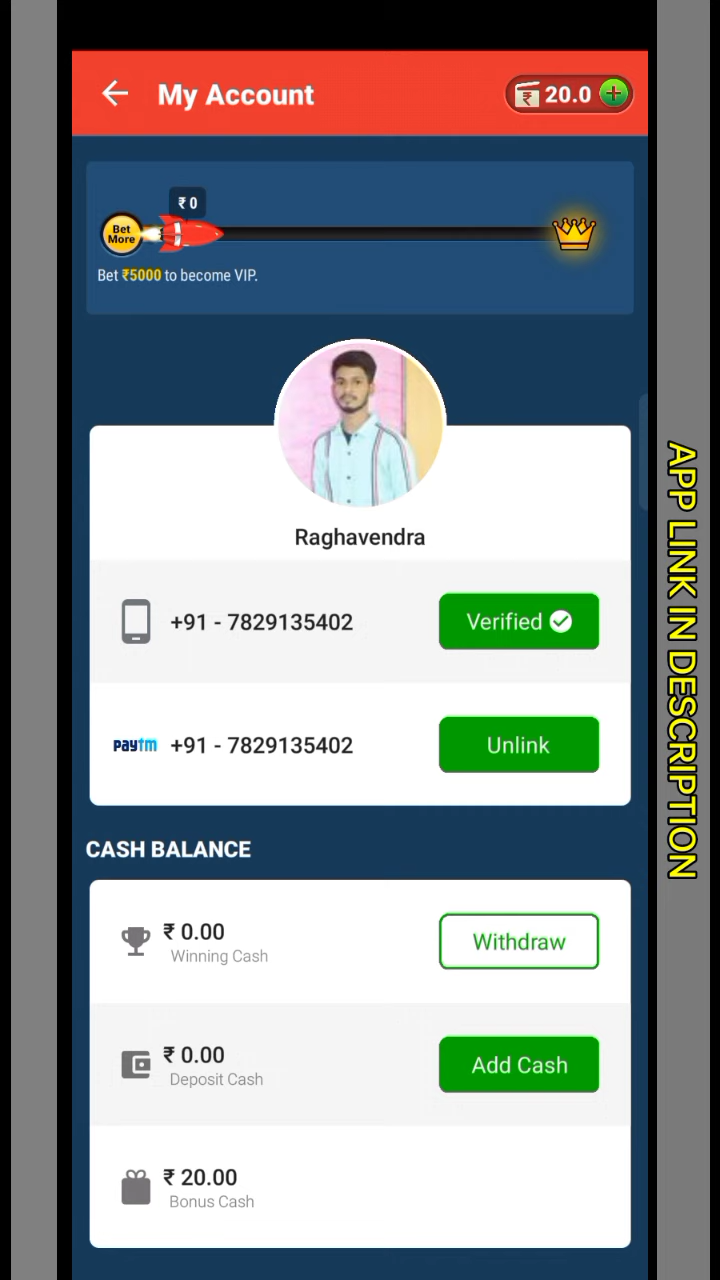 My Account
₹ 20.0
₹ 0
Bet
More
Bet ₹5000 to become VIP.
Raghavendra
+91 - 7829135402
Verified
paytm +91 - 7829135402
Unlink
CASH BALANCE
₹ 0.00
Winning Cash
Withdraw
₹ 0.00
Deposit Cash
Add Cash
₹ 20.00
Bonus Cash
APP LINK IN DESCRIPTION